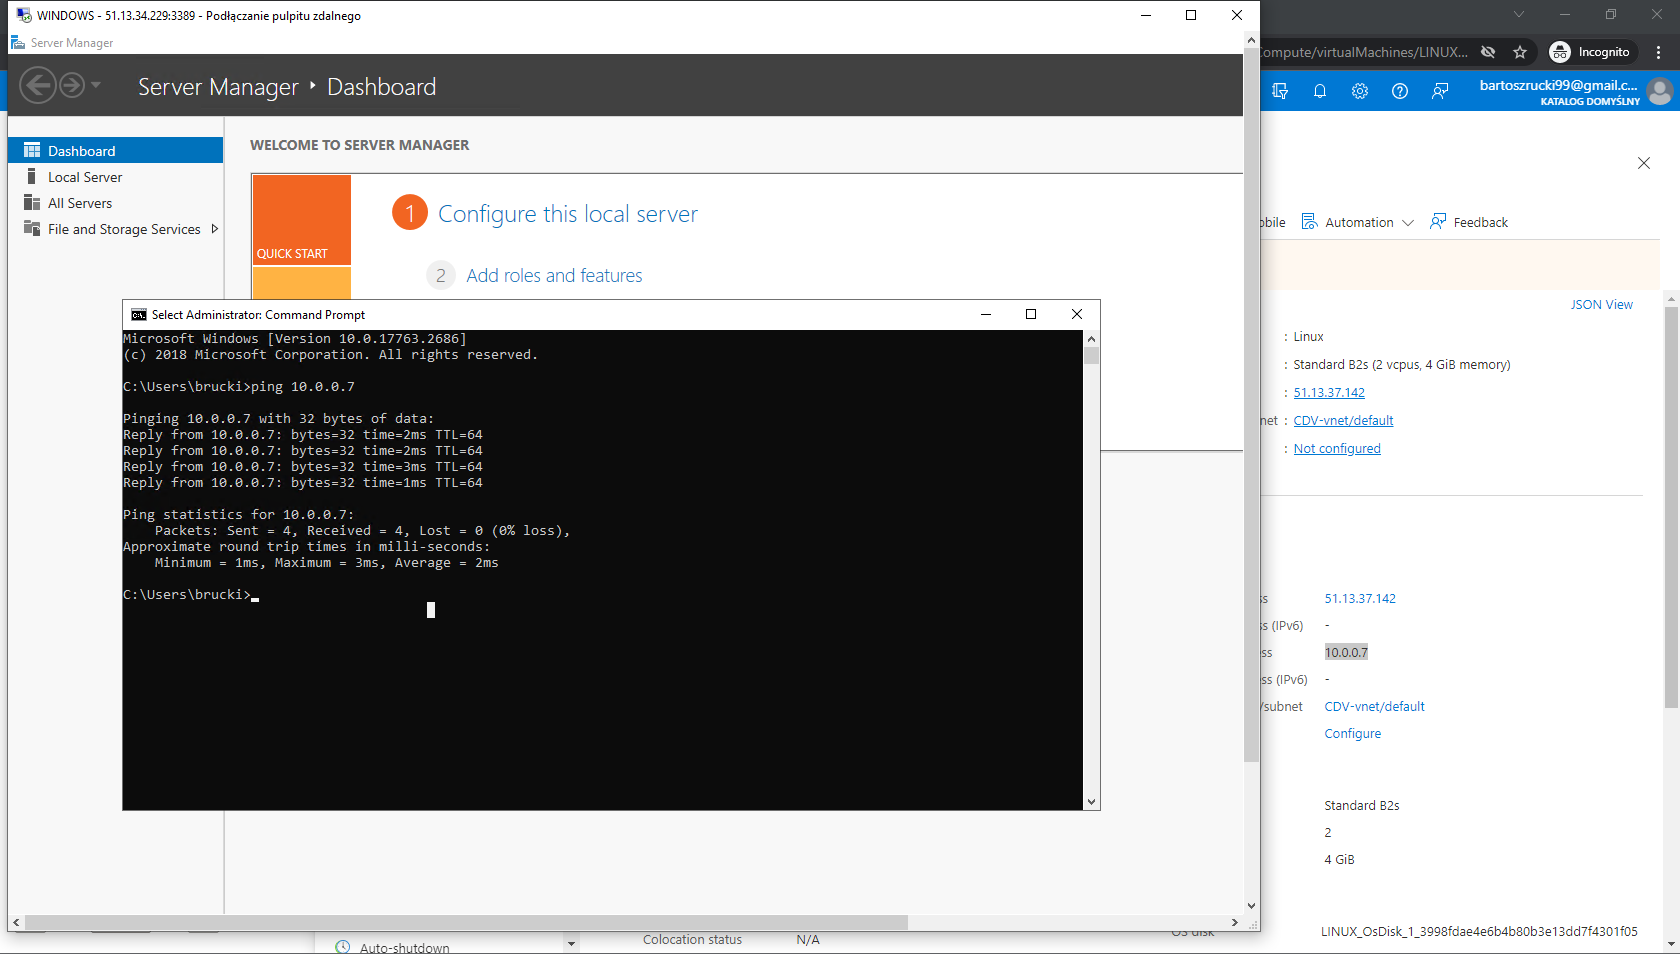 WINDOWS - 51.13.34.229:3389 - Podłączanie pulpitu zdalnego
Server Manager
Server Manager Dashboard
Dashboard
Local Server
All Servers
File and Storage Services
WELCOME TO SERVER MANAGER
QUICK START
1 Configure this local server
2 Add roles and features
Select Administrator: Command Prompt
Microsoft Windows [Version 10.0.17763.2686]
(c) 2018 Microsoft Corporation. All rights reserved.
C:\Users\brucki>ping 10.0.0.7
Pinging 10.0.0.7 with 32 bytes of data:
Reply from 10.0.0.7: bytes=32 time=2ms TTL=64
Reply from 10.0.0.7: bytes=32 time=2ms TTL=64
Reply from 10.0.0.7: bytes=32 time=3ms TTL=64
Reply from 10.0.0.7: bytes=32 time=1ms TTL=64
Ping statistics for 10.0.0.7:
Packets: Sent = 4, Received = 4, Lost = 0 (0% loss),
Approximate round trip times in milli-seconds:
Minimum = 1ms, Maximum = 3ms, Average = 2ms
C:\Users\brucki>
Compute/virtualMachines/LINUX...
Incognito
bartoszrucki99@gmail.c...
KATALOG DOMYŚLNY
obile
Automation
Feedback
JSON View
: Linux
: Standard B2s (2 vcpus, 4 GiB memory)
: 51.13.37.142
net : CDV-vnet/default
: Not configured
ss 51.13.37.142
ss (IPv6) -
ess 10.0.0.7
ess (IPv6) -
/subnet CDV-vnet/default
Configure
Standard B2s
2
4 GiB
OS disk LINUX_OsDisk_1_3998fdae4e6b4b80b3e13dd7f4301f05
Auto-shutdown
Colocation status N/A